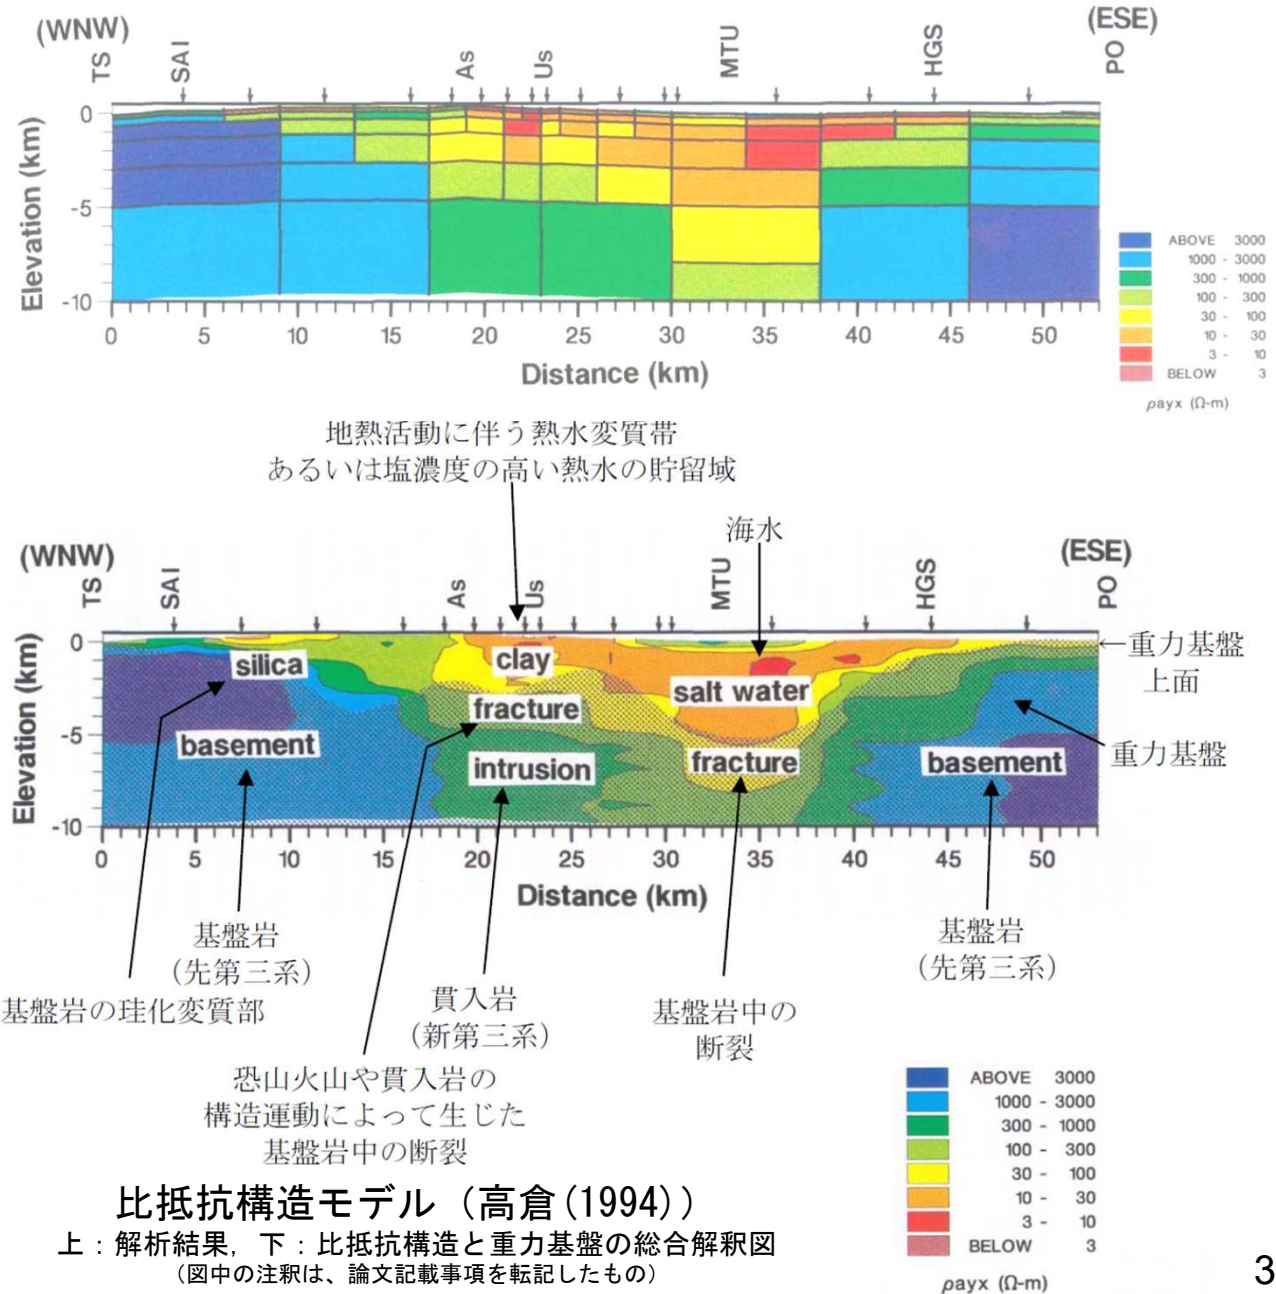 (WNW)
(ESE)
TS
SAI
As
Us
MTU
HGS
PO
Elevation (km)
0
-5
-10
0 5 10 15 20 25 30 35 40 45 50
Distance (km)
ABOVE 3000
1000 - 3000
300 - 1000
100 - 300
30 - 100
10 - 30
3 - 10
BELOW 3
ρayx (Ω-m)
地熱活動に伴う熱水変質帯
あるいは塩濃度の高い熱水の貯留域
海水
(WNW)
(ESE)
TS
SAI
As
Us
MTU
HGS
PO
Elevation (km)
0
-5
-10
silica
clay
salt water
fracture
basement
intrusion
fracture
basement
重力基盤
上面
重力基盤
0 5 10 15 20 25 30 35 40 45 50
Distance (km)
基盤岩
(先第三系)
基盤岩の珪化変質部
貫入岩
(新第三系)
基盤岩中の
断裂
基盤岩
(先第三系)
恐山火山や貫入岩の
構造運動によって生じた
基盤岩中の断裂
ABOVE 3000
1000 - 3000
300 - 1000
100 - 300
30 - 100
10 - 30
3 - 10
BELOW 3
ρayx (Ω-m)
比抵抗構造モデル（高倉(1994)）
上：解析結果，下：比抵抗構造と重力基盤の総合解釈図
（図中の注釈は、論文記載事項を転記したもの）
3